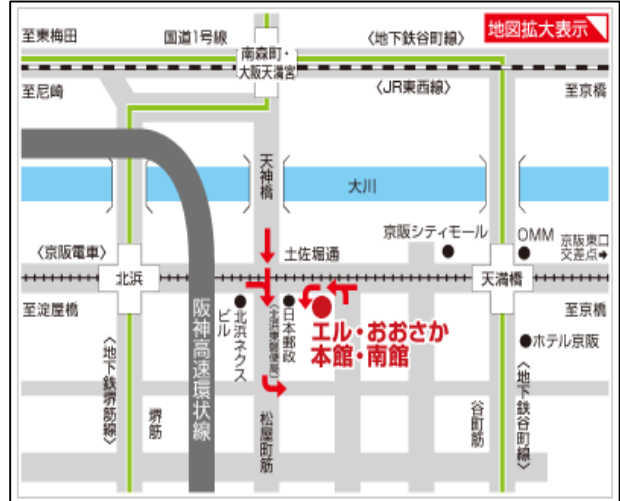 至東梅田
国道1号線
〈地下鉄谷町線〉
地図拡大表示
南森町・
大阪天満宮
至尼崎
〈JR東西線〉
至京橋
天神橋
大川
〈京阪電車〉
土佐堀通
京阪シティモール
OMM
京阪東口
交差点➡
北浜
天満橋
至淀屋橋
至京橋
阪神高速環状線
北浜ネクス
ビル
日本郵政
〈北浜東郵便局〉
エル・おおさか
本館・南館
ホテル京阪
〈地下鉄堺筋線〉
堺筋
松屋町筋
谷町筋
〈地下鉄谷町線〉